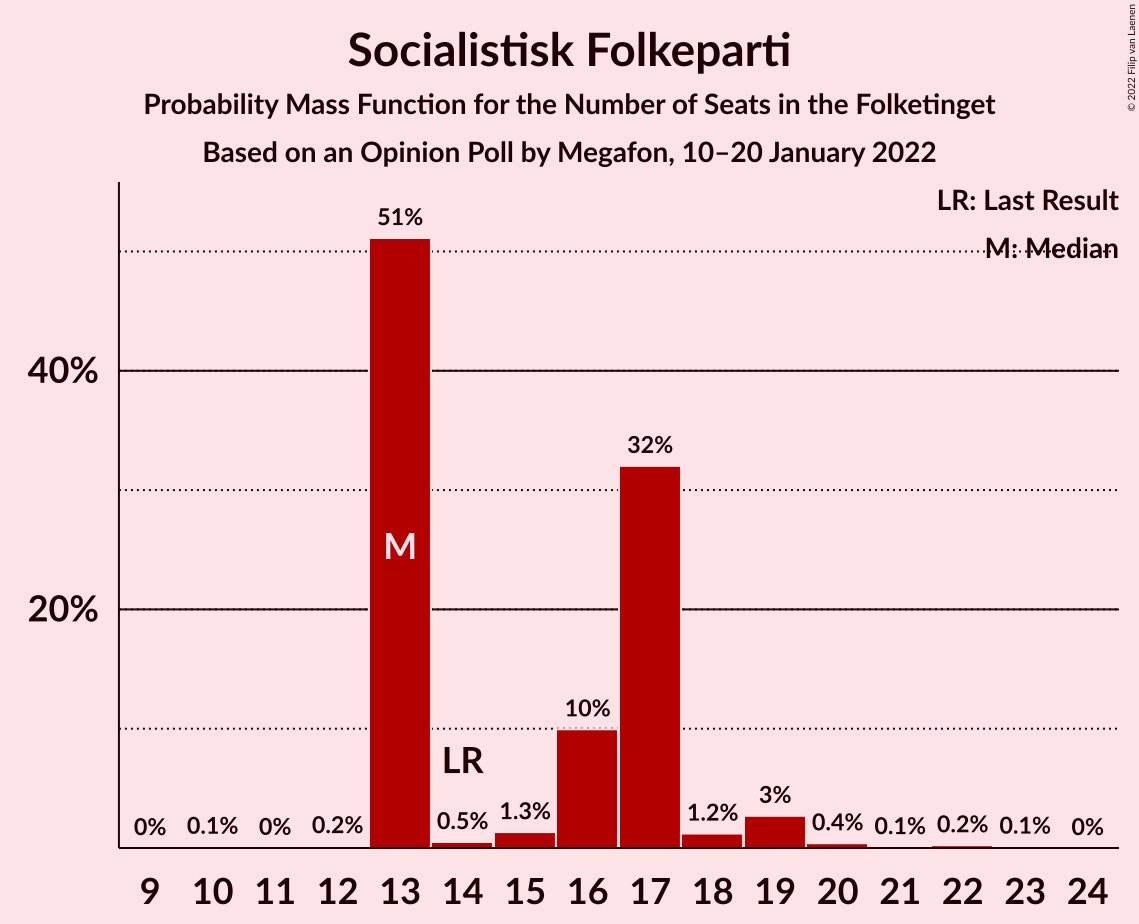 Socialistisk Folkeparti
Probability Mass Function for the Number of Seats in the Folketinget
Based on an Opinion Poll by Megafon, 10–20 January 2022
© 2022 Filip van Laenen
LR: Last Result
M: Median
51%
40%
32%
M
20%
10%
LR
0% 0.1% 0% 0.2% 0.5% 1.3% 1.2% 3% 0.4% 0.1% 0.2% 0.1% 0%
9 10 11 12 13 14 15 16 17 18 19 20 21 22 23 24